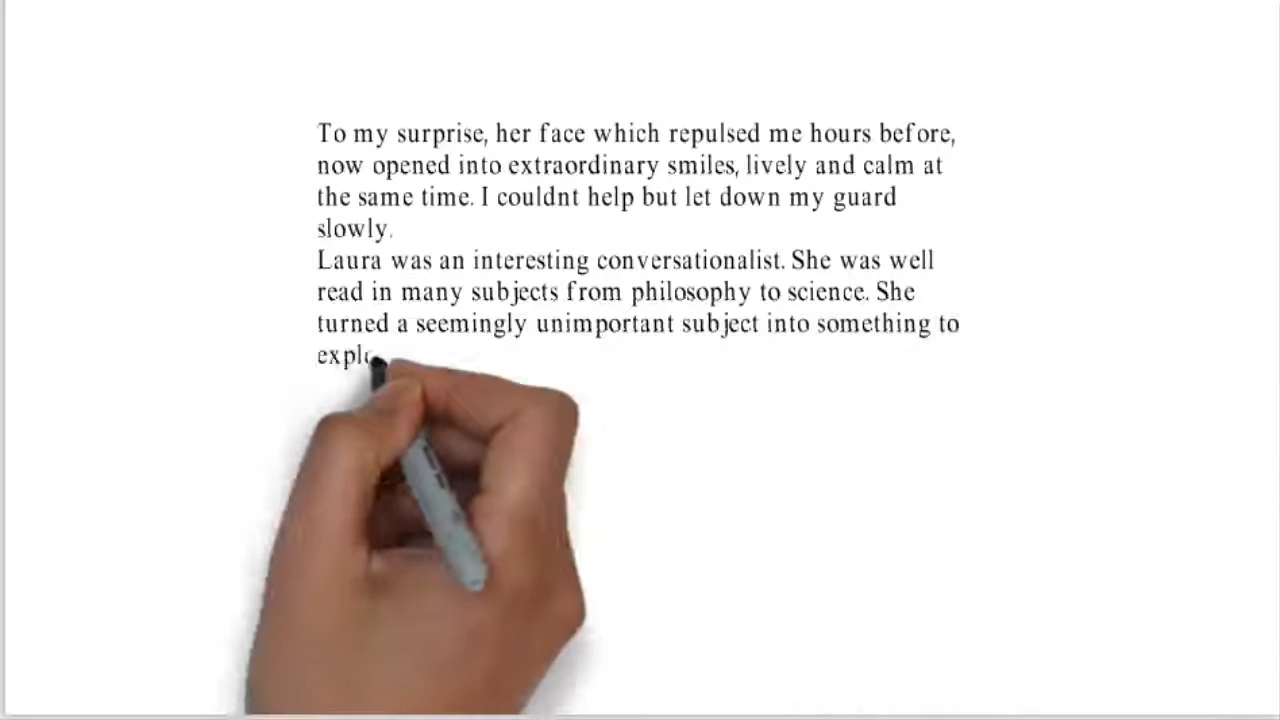 To my surprise, her face which repulsed me hours before,
now opened into extraordinary smiles, lively and calm at
the same time. I couldnt help but let down my guard
slowly.
Laura was an interesting conversationalist. She was well
read in many subjects from philosophy to science. She
turned a seemingly unimportant subject into something to